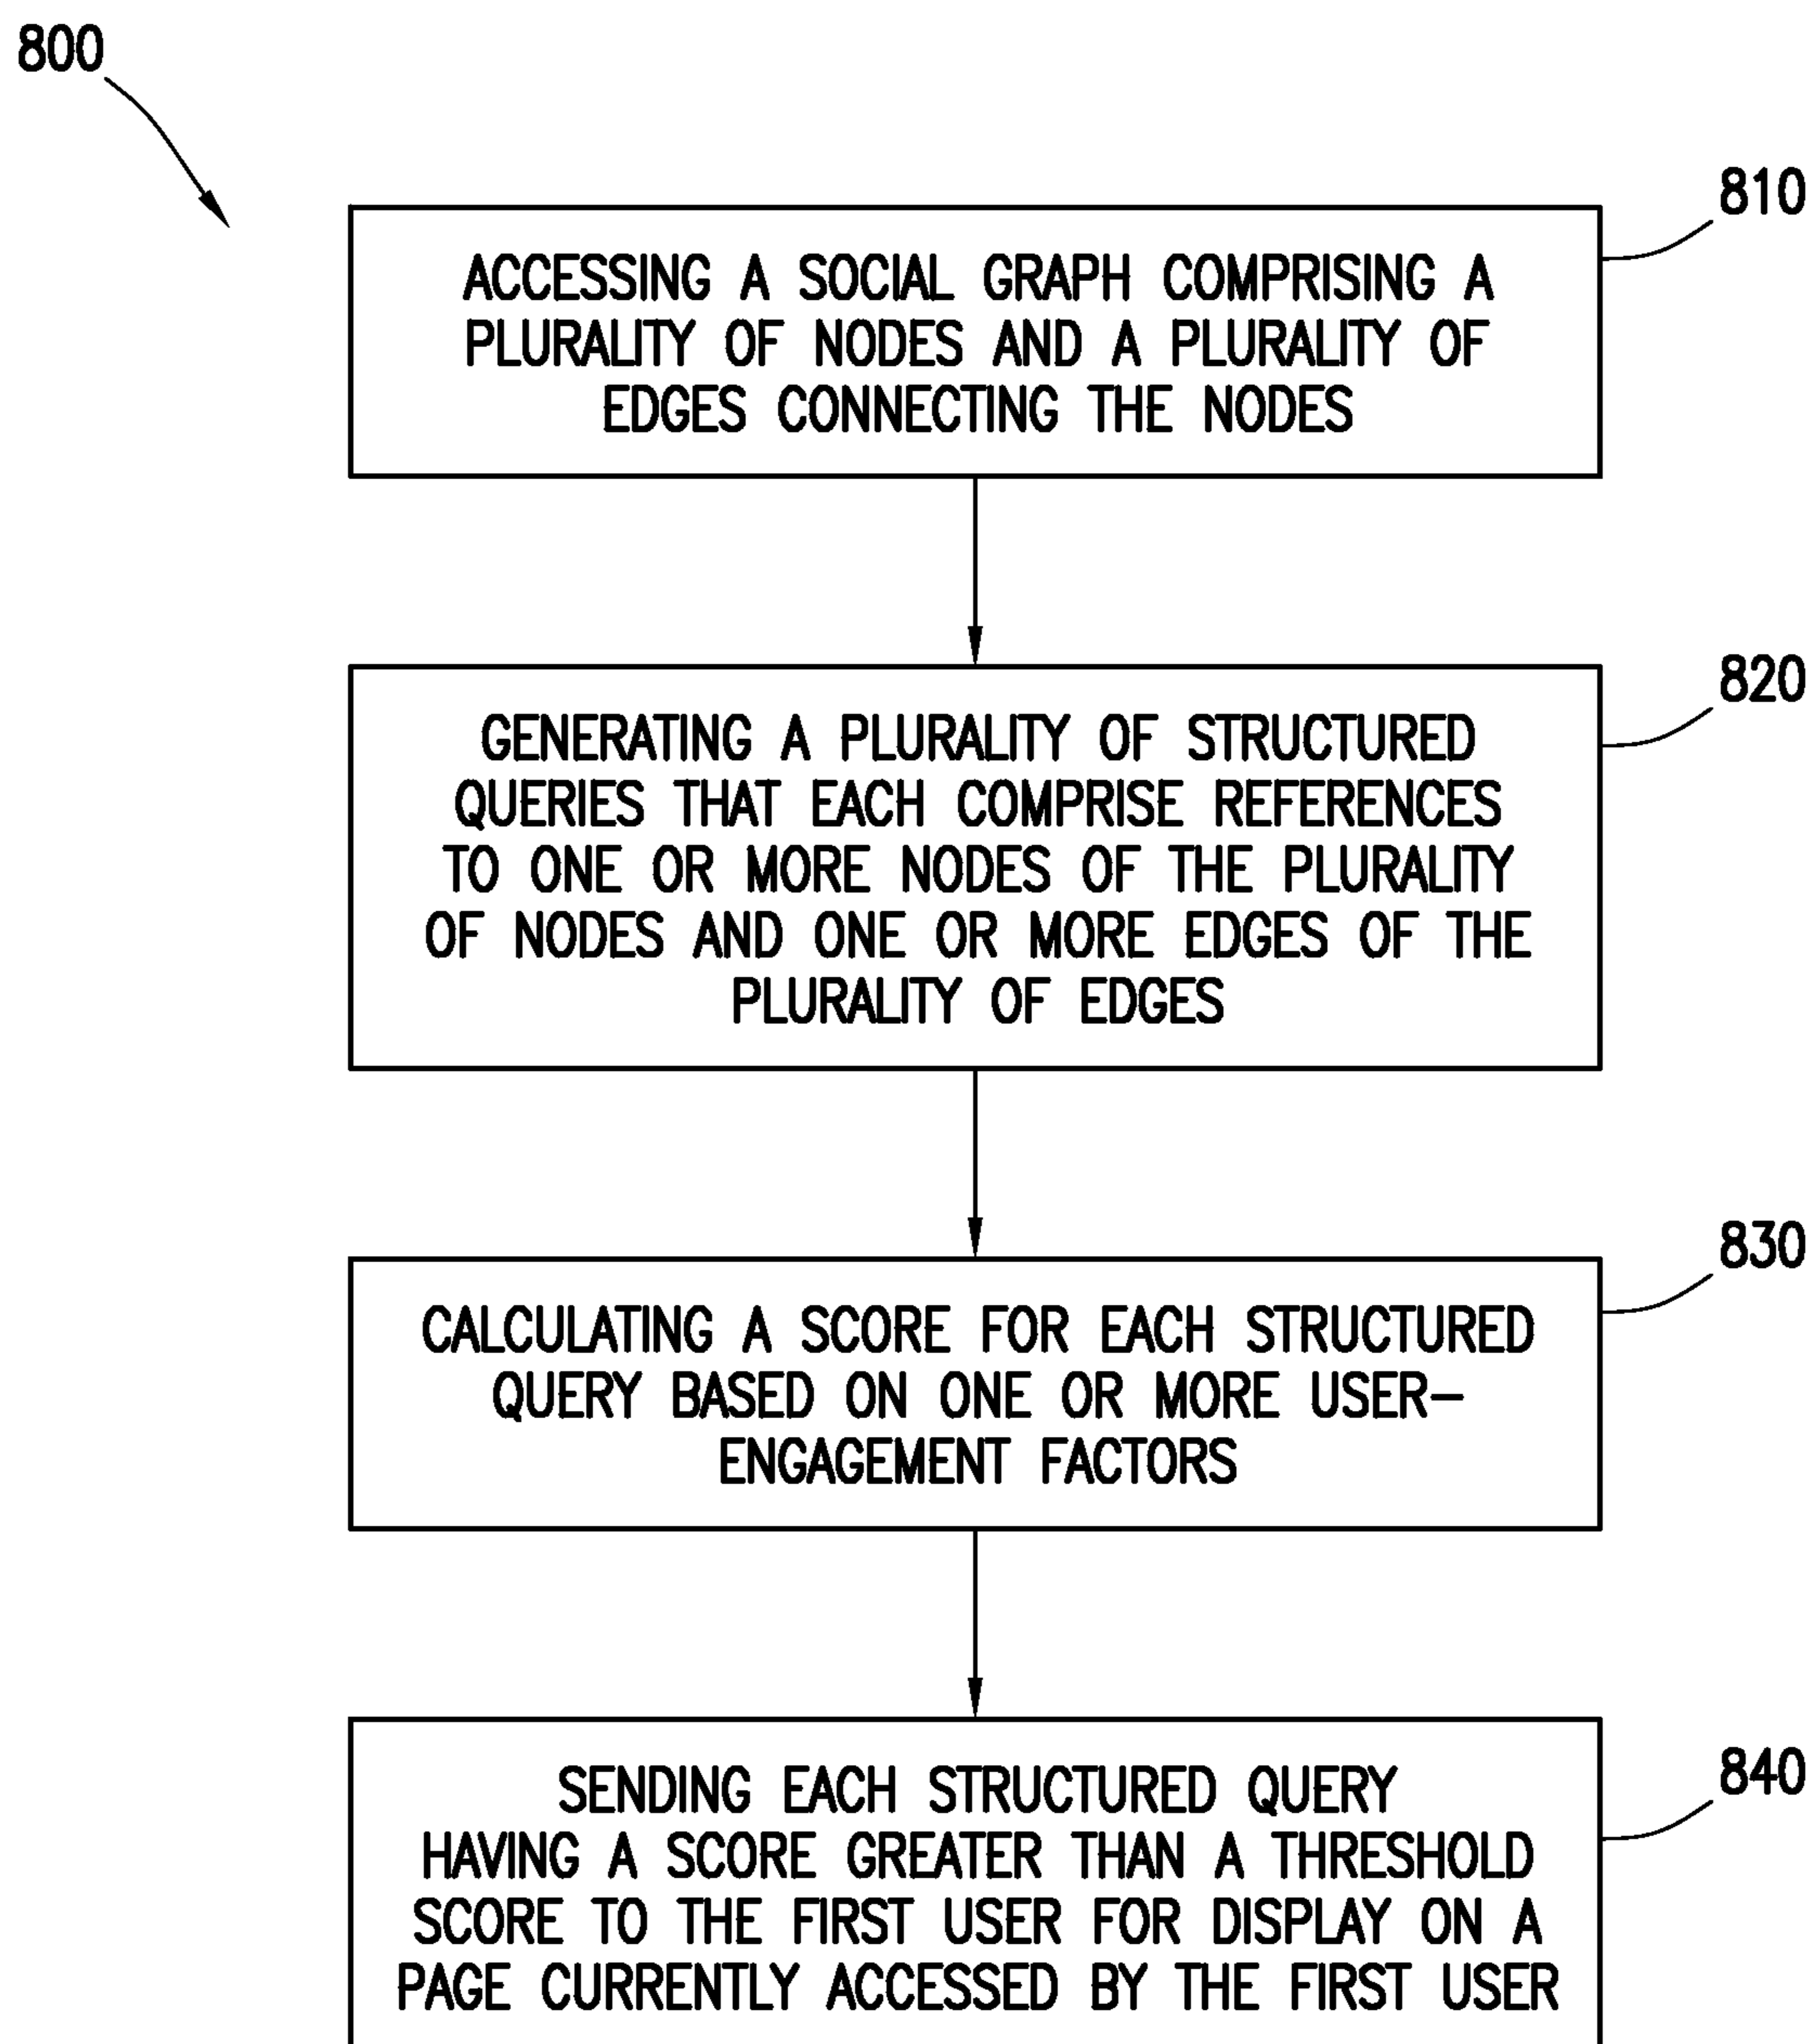 800
810
ACCESSING A SOCIAL GRAPH COMPRISING A
PLURALITY OF NODES AND A PLURALITY OF
EDGES CONNECTING THE NODES
820
GENERATING A PLURALITY OF STRUCTURED
QUERIES THAT EACH COMPRISE REFERENCES
TO ONE OR MORE NODES OF THE PLURALITY
OF NODES AND ONE OR MORE EDGES OF THE
PLURALITY OF EDGES
830
CALCULATING A SCORE FOR EACH STRUCTURED
QUERY BASED ON ONE OR MORE USER-
ENGAGEMENT FACTORS
840
SENDING EACH STRUCTURED QUERY
HAVING A SCORE GREATER THAN A THRESHOLD
SCORE TO THE FIRST USER FOR DISPLAY ON A
PAGE CURRENTLY ACCESSED BY THE FIRST USER